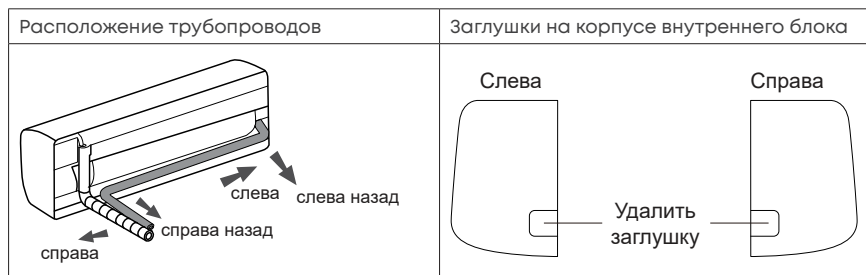 Расположение трубопроводов
Заглушки на корпусе внутреннего блока
слева
слева назад
справа назад
справа
Слева
Справа
Удалить
заглушку